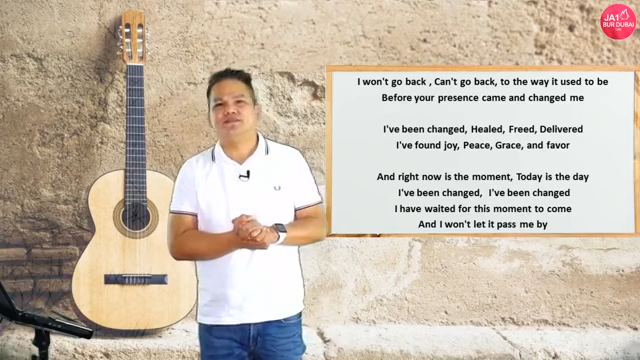 JA1
BUR DUBAI
I won't go back , Can't go back, to the way it used to be
Before your presence came and changed me
I've been changed, Healed, Freed, Delivered
I've found joy, Peace, Grace, and favor
And right now is the moment, Today is the day
I've been changed,  I've been changed
I have waited for this moment to come
And I won't let it pass me by